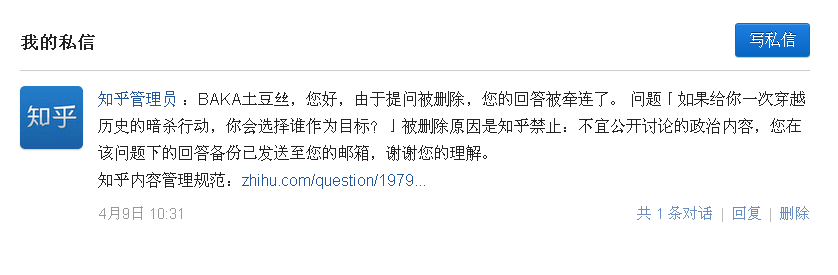 我的私信
写私信
知乎
知乎管理员 ：BAKA土豆丝，您好，由于提问被删除，您的回答被牵连了。 问题「如果给你一次穿越
历史的暗杀行动，你会选择谁作为目标？」被删除原因是知乎禁止：不宜公开讨论的政治内容，您在
该问题下的回答备份已发送至您的邮箱，谢谢您的理解。
知乎内容管理规范：zhihu.com/question/1979...
4月9日 10:31
共 1 条对话 | 回复 | 删除